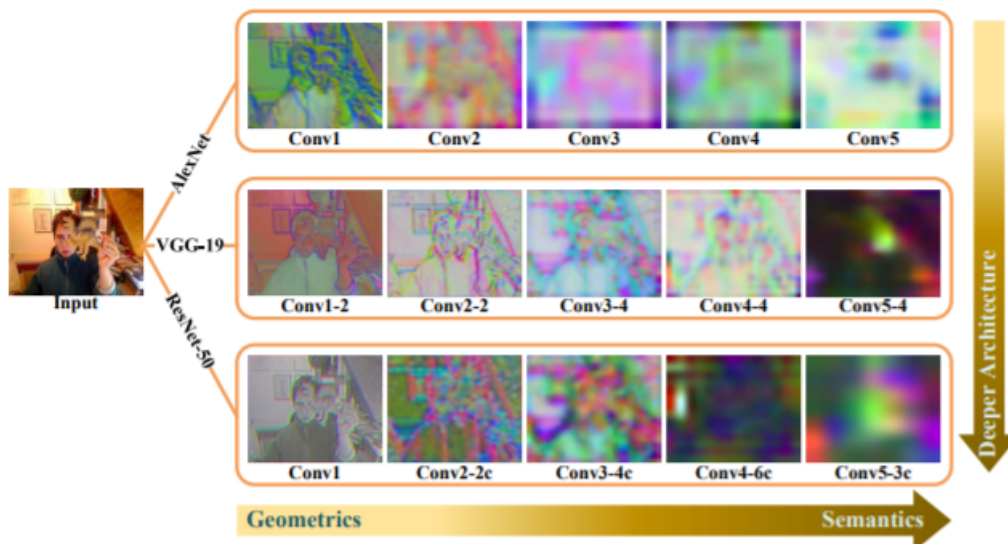 Conv1 Conv2 Conv3 Conv4 Conv5
AlexNet
VGG-19
Input
Conv1-2 Conv2-2 Conv3-4 Conv4-4 Conv5-4
ResNet-50
Conv1 Conv2-2c Conv3-4c Conv4-6c Conv5-3c
Deeper Architecture
Geometrics Semantics